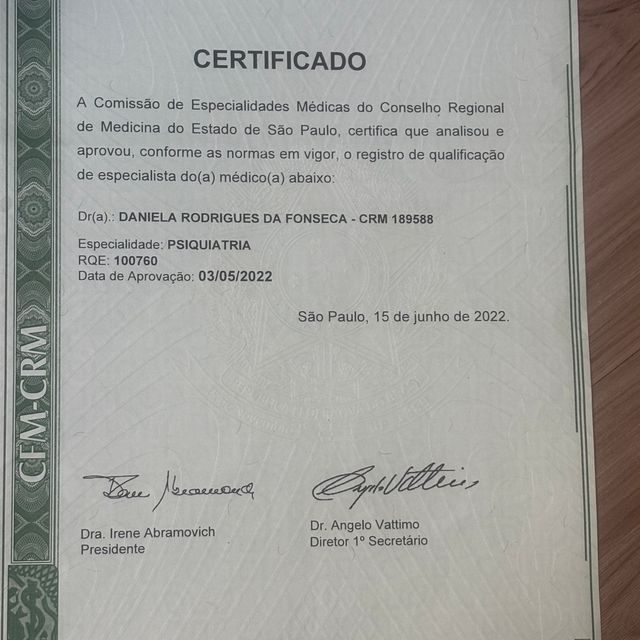 CERTIFICADO
A Comissão de Especialidades Médicas do Conselho Regional
de Medicina do Estado de São Paulo, certifica que analisou e
aprovou, conforme as normas em vigor, o registro de qualificação
de especialista do(a) médico(a) abaixo:
Dr(a).: DANIELA RODRIGUES DA FONSECA - CRM 189588
Especialidade: PSIQUIATRIA
RQE: 100760
Data de Aprovação: 03/05/2022
São Paulo, 15 de junho de 2022.
CFM-CRM
Dra. Irene Abramovich
Presidente
Dr. Angelo Vattimo
Diretor 1º Secretário